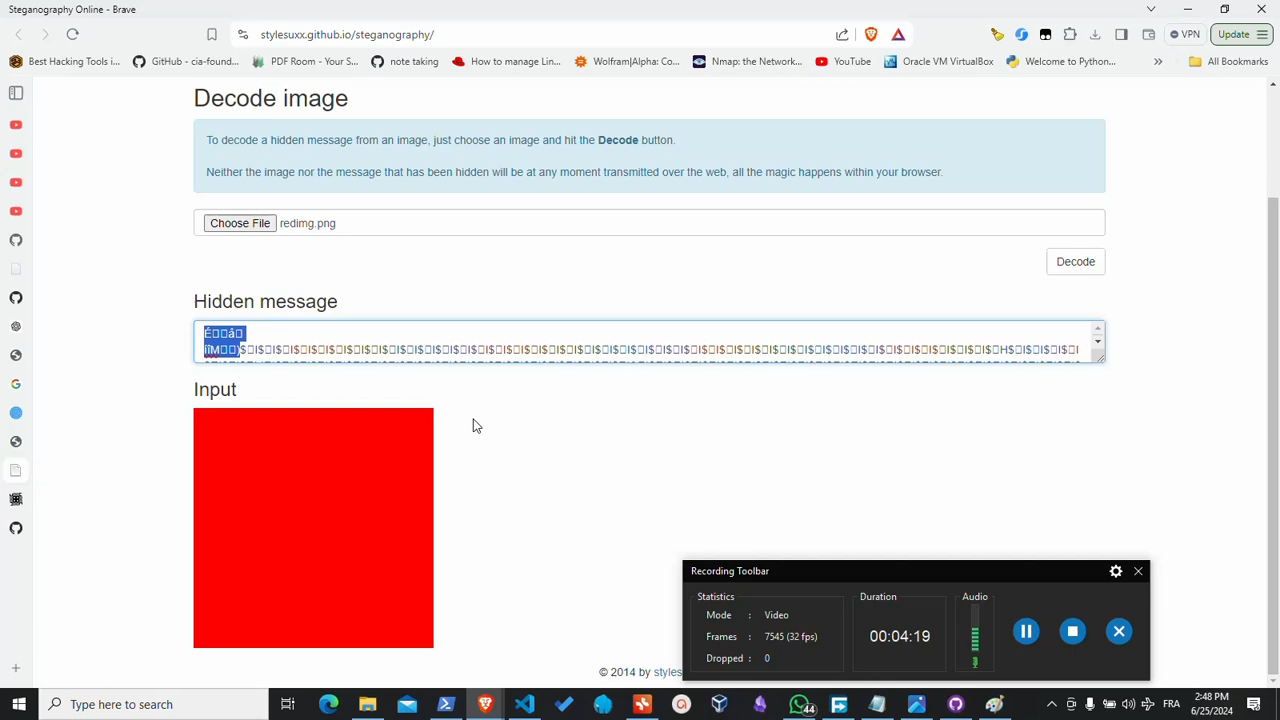 Steganography Online - Brave
stylesuxx.github.io/steganography/
VPN
Update
Best Hacking Tools i...
GitHub - cia-found...
PDF Room - Your S...
note taking
How to manage Lin...
Wolfram|Alpha: Co...
Nmap: the Network...
YouTube
Oracle VM VirtualBox
Welcome to Python...
All Bookmarks
Decode image
To decode a hidden message from an image, just choose an image and hit the Decode button.
Neither the image nor the message that has been hidden will be at any moment transmitted over the web, all the magic happens within your browser.
Choose File redimg.png
Decode
Hidden message
Input
Recording Toolbar
Statistics
Mode : Video
Frames : 7545 (32 fps)
Dropped : 0
Duration
00:04:19
Audio
© 2014 by styles
Type here to search
44
FRE
2:48 PM
6/25/2024